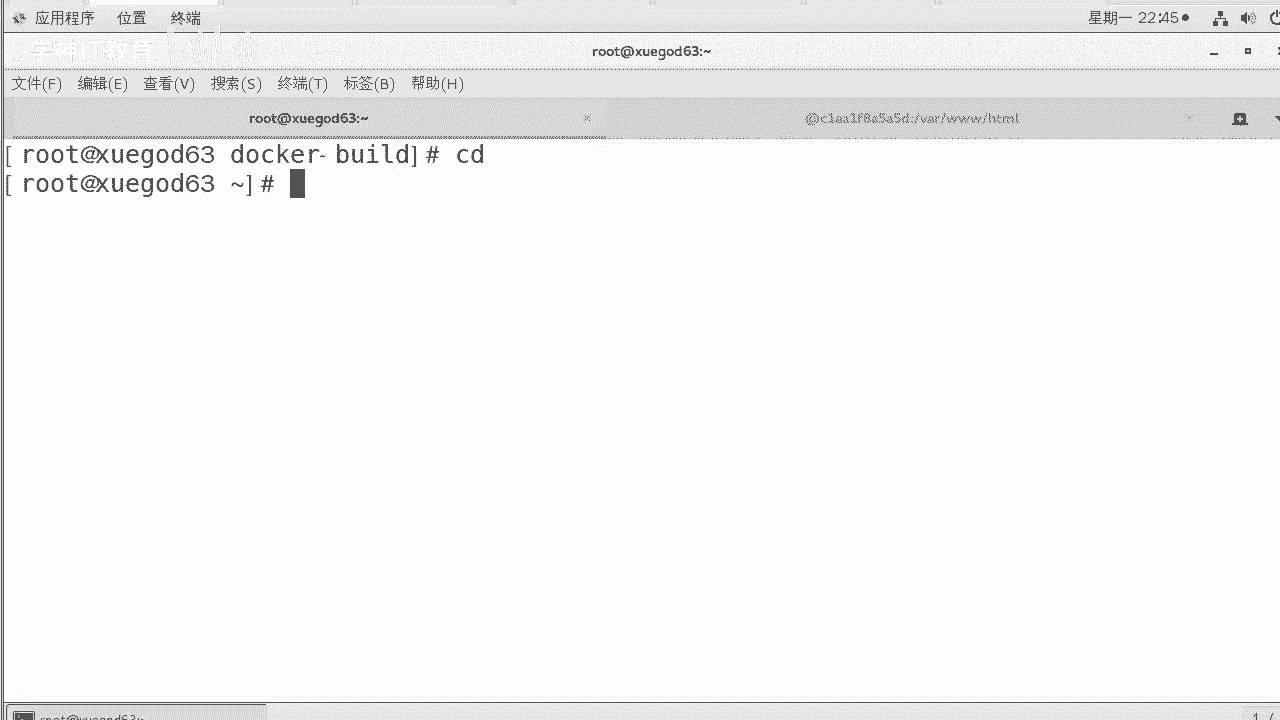 应用程序 位置 终端 星期一 22:45
学神IT教育
root@xuegod63:~
文件(F) 编辑(E) 查看(V) 搜索(S) 终端(T) 标签(B) 帮助(H)
root@xuegod63:~ @c1aa1f8a5a5d:/var/www/html
[root@xuegod63 docker-build]# cd
[root@xuegod63 ~]#
root@xuegod63:~
1 /